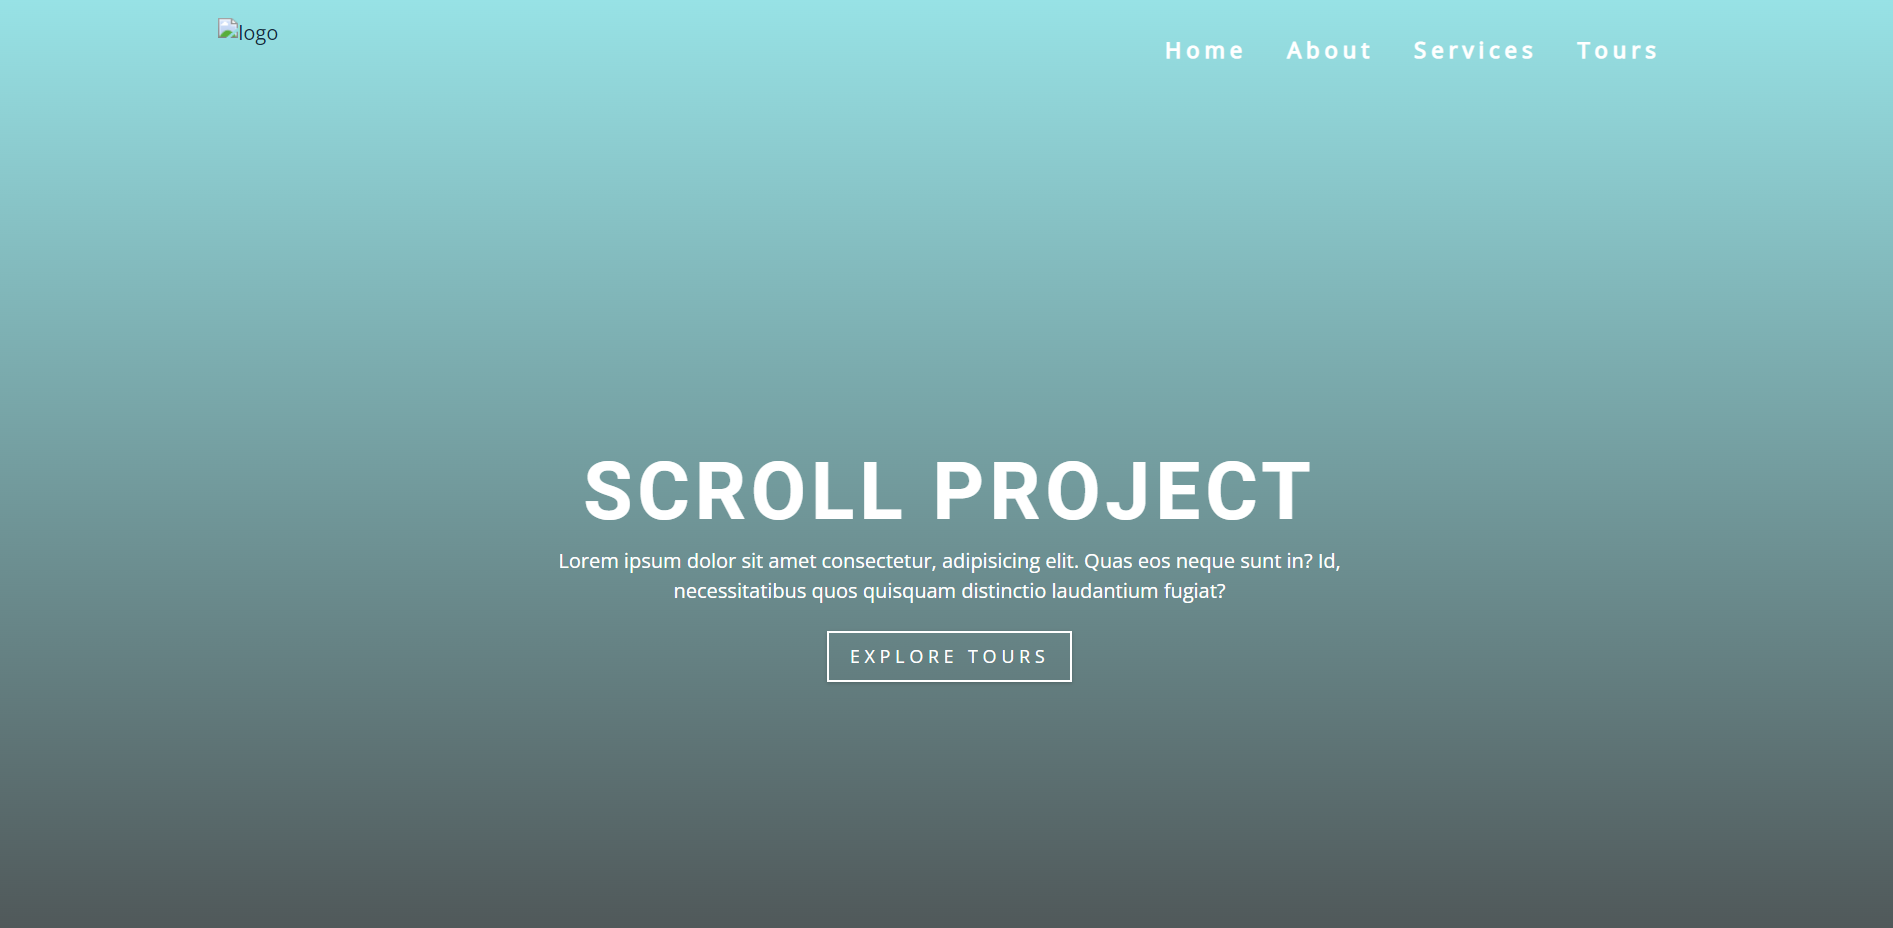 logo
Home About Services Tours
SCROLL PROJECT
Lorem ipsum dolor sit amet consectetur, adipisicing elit. Quas eos neque sunt in? Id,
necessitatibus quos quisquam distinctio laudantium fugiat?
EXPLORE TOURS